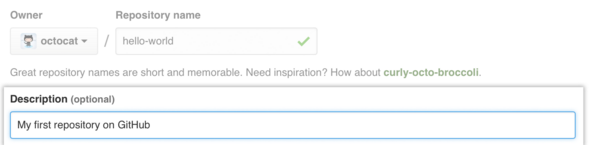 Owner Repository name
octocat / hello-world
Great repository names are short and memorable. Need inspiration? How about curly-octo-broccoli.
Description (optional)
My first repository on GitHub